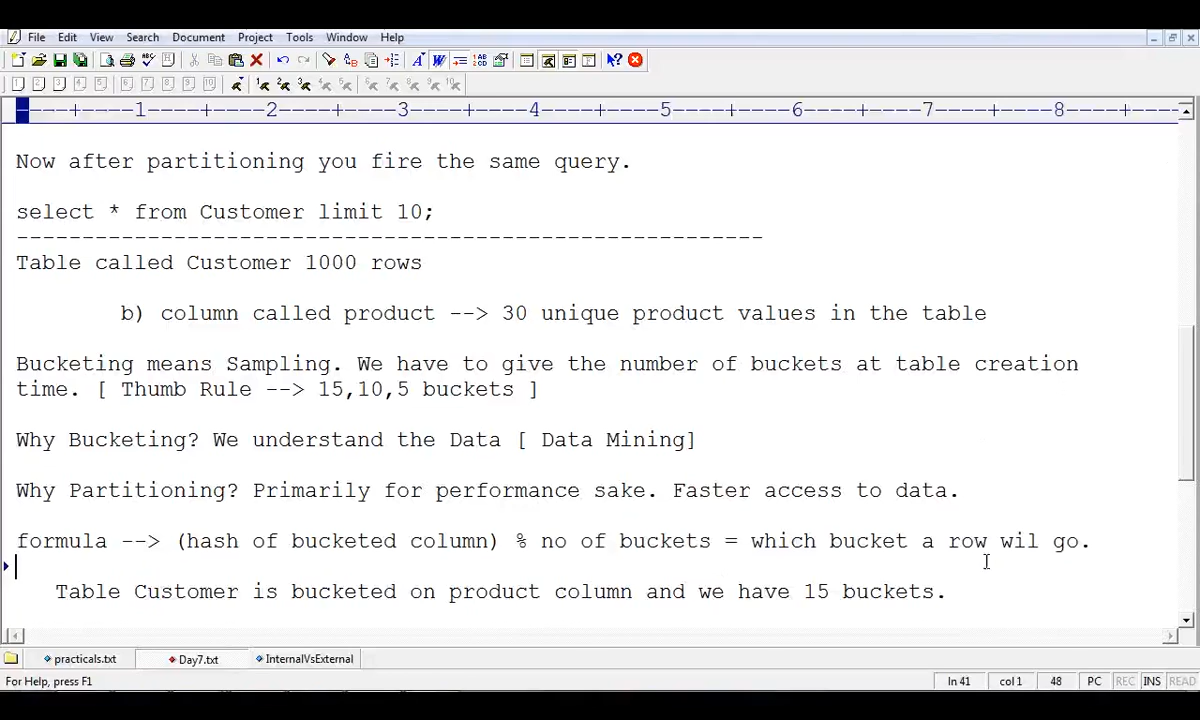 File Edit View Search Document Project Tools Window Help
----+----1----+----2----+----3----+----4----+----5----+----6----+----7----+----8----+---
Now after partitioning you fire the same query.
select * from Customer limit 10;
---------------------------------------------------------
Table called Customer 1000 rows
b) column called product --> 30 unique product values in the table
Bucketing means Sampling. We have to give the number of buckets at table creation
time. [ Thumb Rule --> 15,10,5 buckets ]
Why Bucketing? We understand the Data [ Data Mining]
Why Partitioning? Primarily for performance sake. Faster access to data.
formula --> (hash of bucketed column) % no of buckets = which bucket a row wil go.
Table Customer is bucketed on product column and we have 15 buckets.
practicals.txt Day7.txt InternalVsExternal
For Help, press F1 ln 41 col 1 48 PC REC INS READ